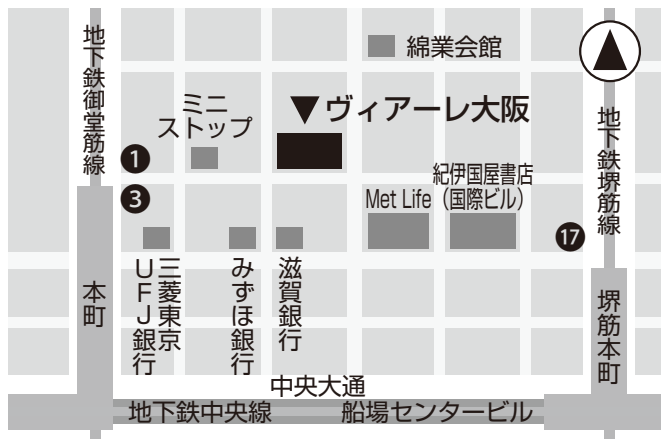 綿業会館
地下鉄御堂筋線
ミニ
ストップ
▼ヴィアーレ大阪
地下鉄堺筋線
❶
❸
紀伊国屋書店
Met Life（国際ビル）
⓱
本町
三菱東京
UFJ銀行
みずほ銀行
滋賀銀行
堺筋本町
中央大通
地下鉄中央線
船場センタービル